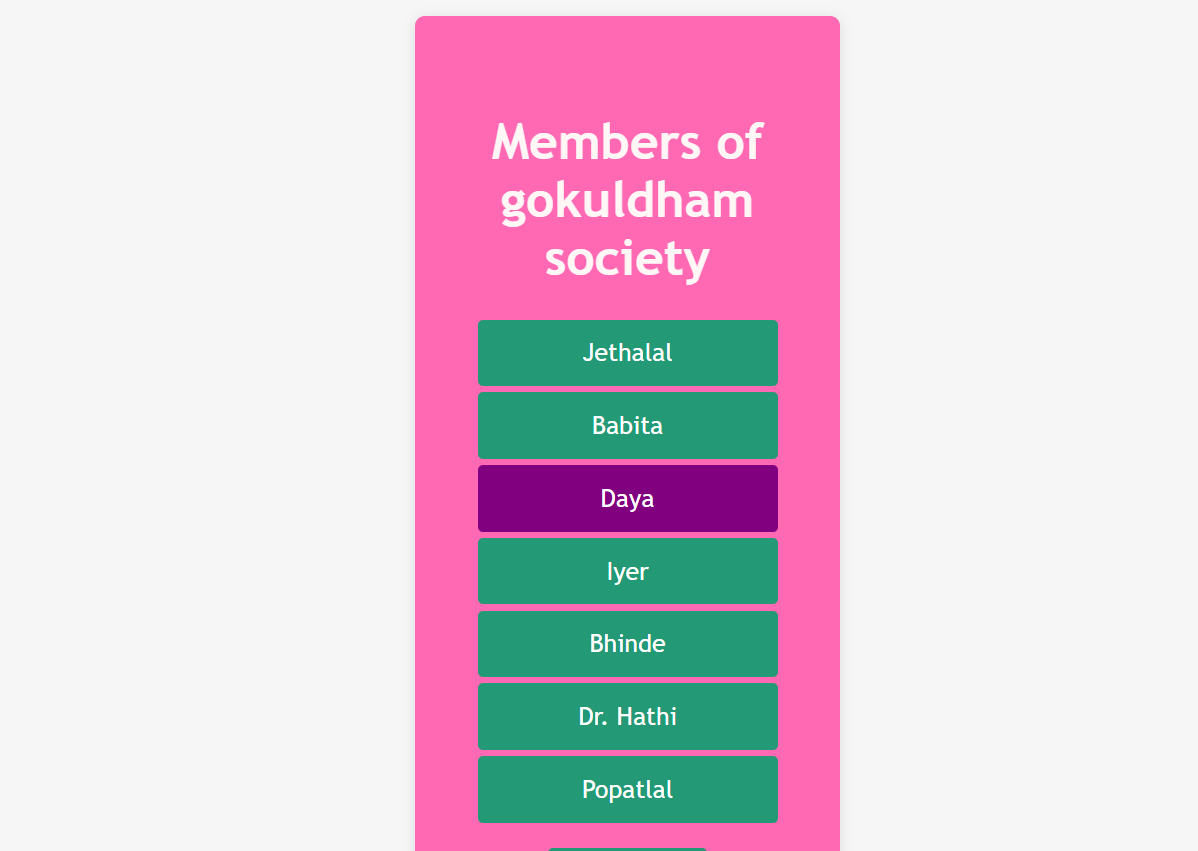 Members of
gokuldham
society
Jethalal
Babita
Daya
Iyer
Bhinde
Dr. Hathi
Popatlal